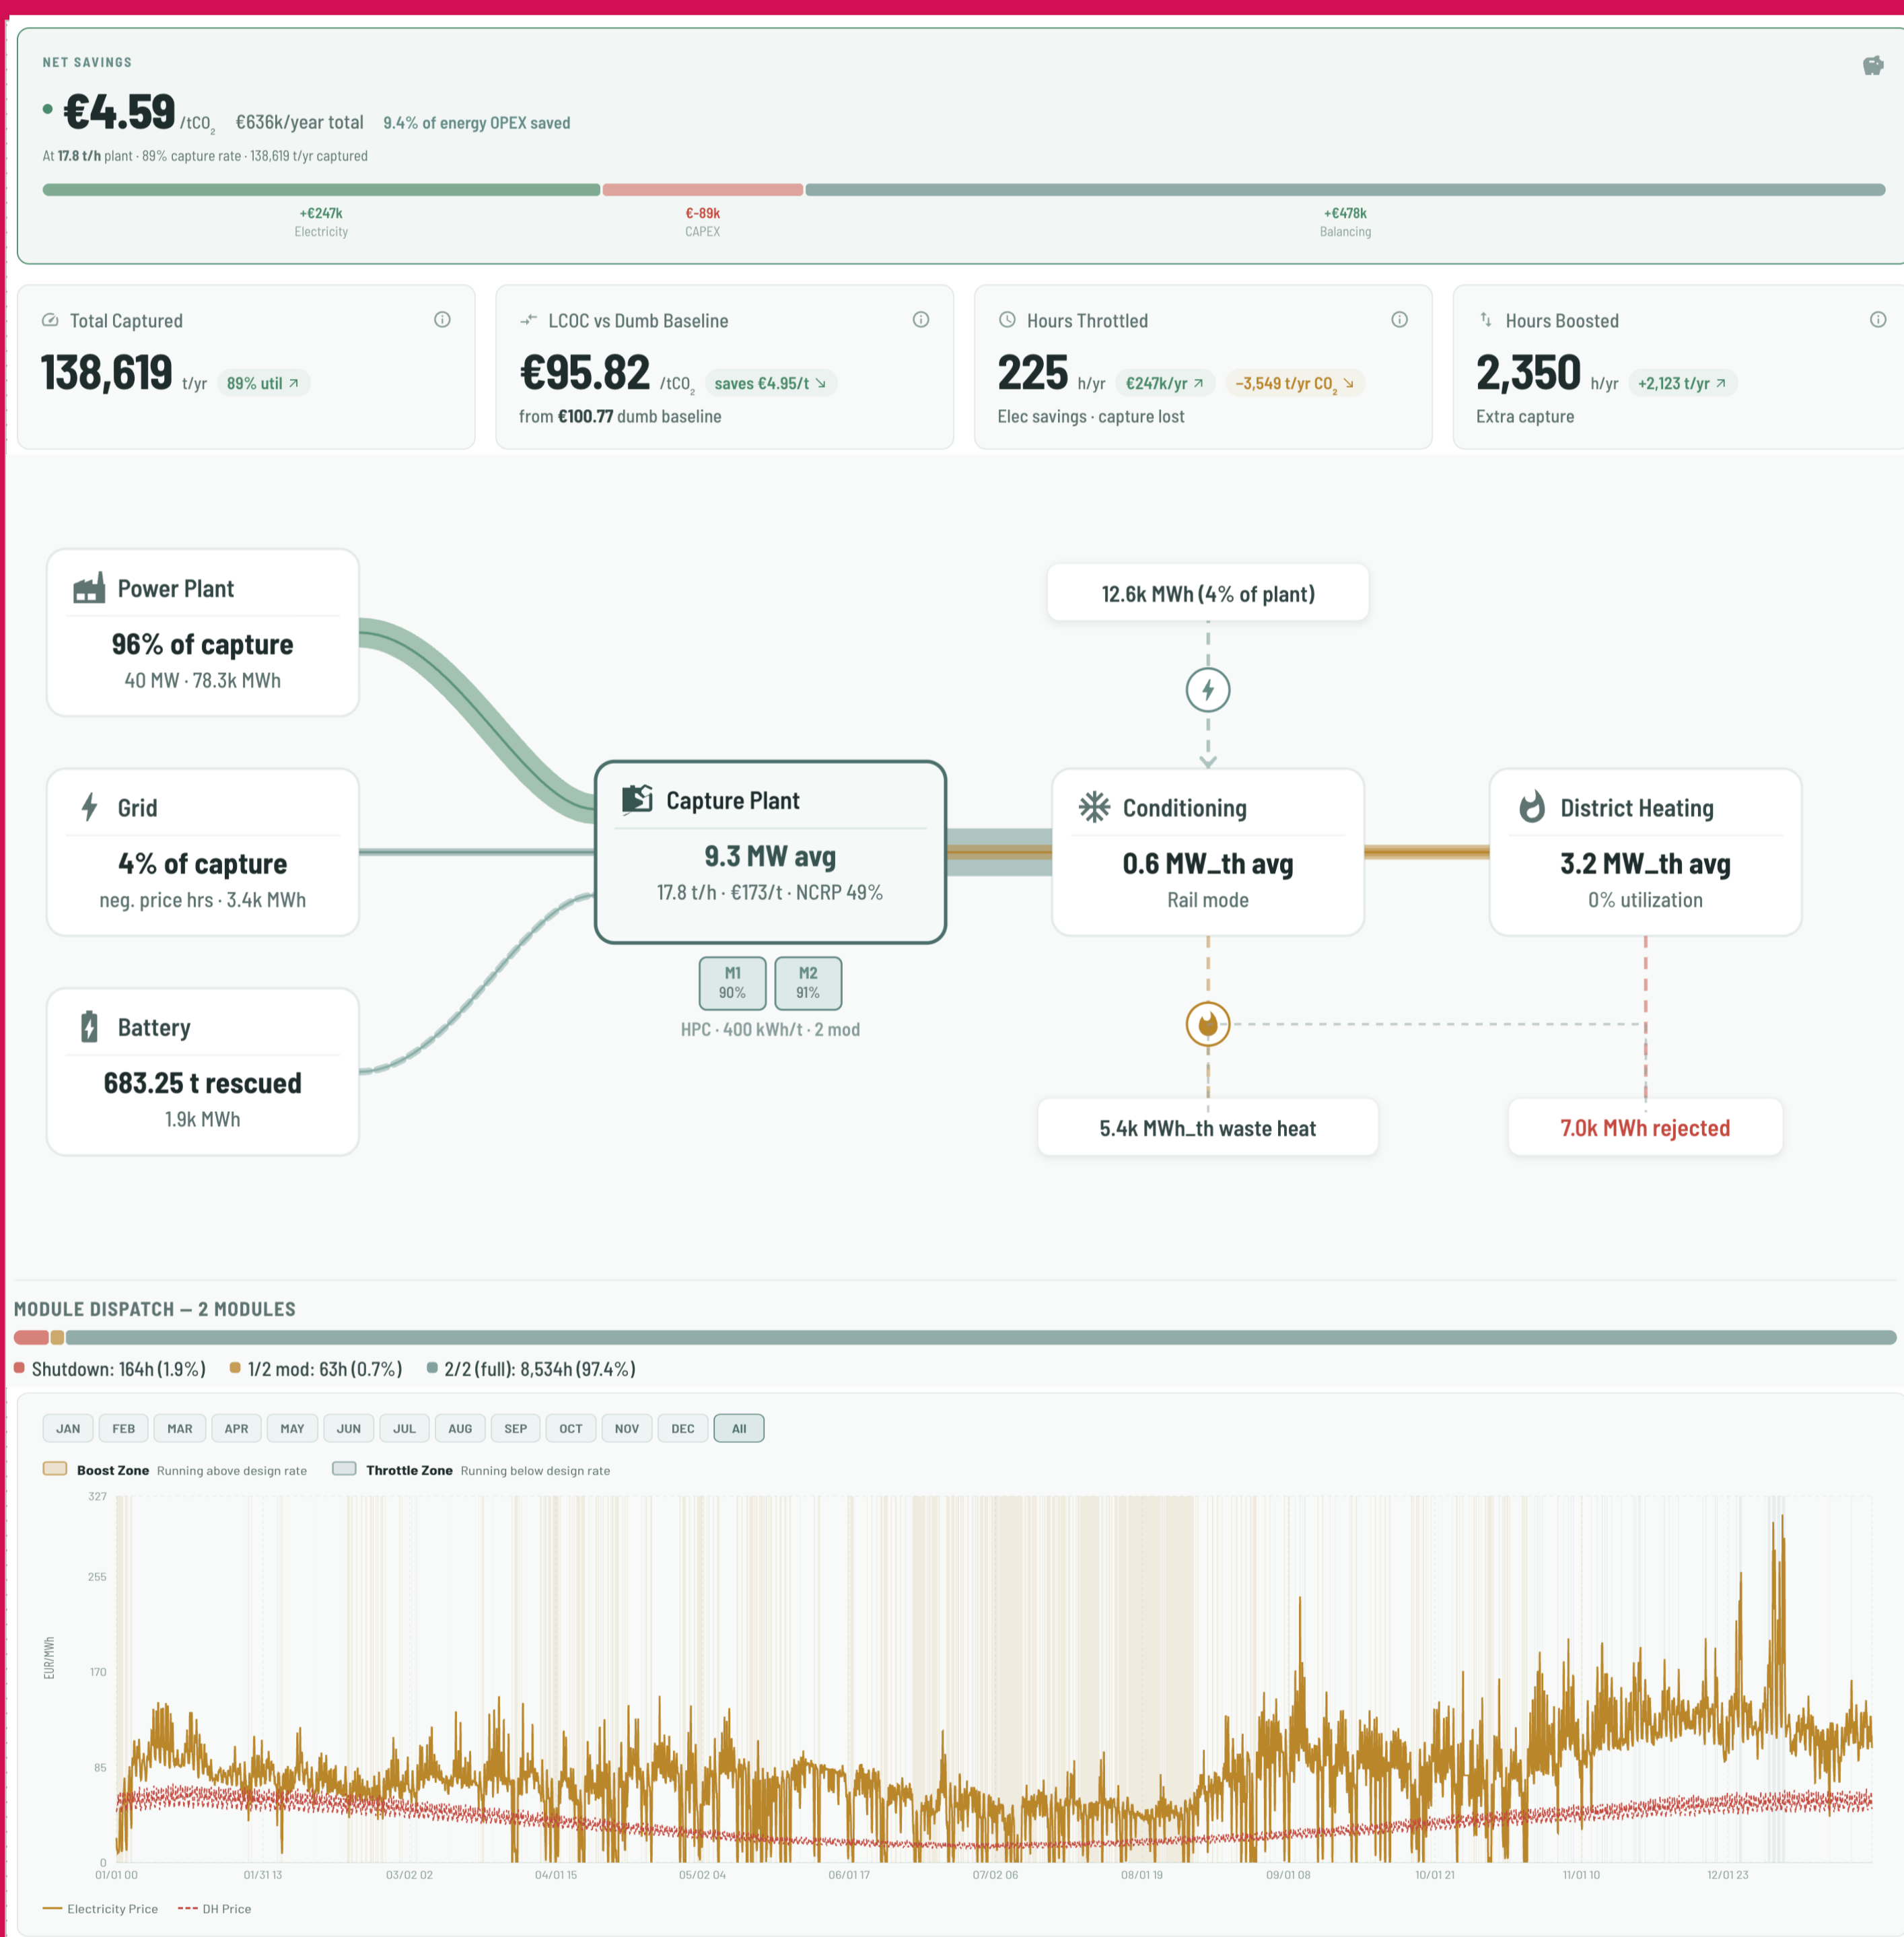 NET SAVINGS
€4.59 /tCO₂ €636k/year total 9.4% of energy OPEX saved
At 17.8 t/h plant · 89% capture rate · 138,619 t/yr captured
+€247k €-89k +€478k
Electricity CAPEX Balancing
Total Captured
138,619 t/yr 89% util ↗
LCOC vs Dumb Baseline
€95.82 /tCO₂ saves €4.95/t ↘
from €100.77 dumb baseline
Hours Throttled
225 h/yr €247k/yr ↗ −3,549 t/yr CO₂ ↘
Elec savings · capture lost
Hours Boosted
2,350 h/yr +2,123 t/yr ↗
Extra capture
Power Plant
96% of capture
40 MW · 78.3k MWh
Grid
4% of capture
neg. price hrs · 3.4k MWh
Battery
683.25 t rescued
1.9k MWh
Capture Plant
9.3 MW avg
17.8 t/h · €173/t · NCRP 49%
M1 M2
90% 91%
HPC · 400 kWh/t · 2 mod
12.6k MWh (4% of plant)
Conditioning
0.6 MW_th avg
Rail mode
5.4k MWh_th waste heat
District Heating
3.2 MW_th avg
0% utilization
7.0k MWh rejected
MODULE DISPATCH — 2 MODULES
Shutdown: 164h (1.9%) 1/2 mod: 63h (0.7%) 2/2 (full): 8,534h (97.4%)
JAN FEB MAR APR MAY JUN JUL AUG SEP OCT NOV DEC All
Boost Zone Running above design rate Throttle Zone Running below design rate
327
255
EUR/MWh
170
85
0
01/01 00 01/31 13 03/02 02 04/01 15 05/02 04 06/01 17 07/02 06 08/01 19 09/01 08 10/01 21 11/01 10 12/01 23
Electricity Price DH Price